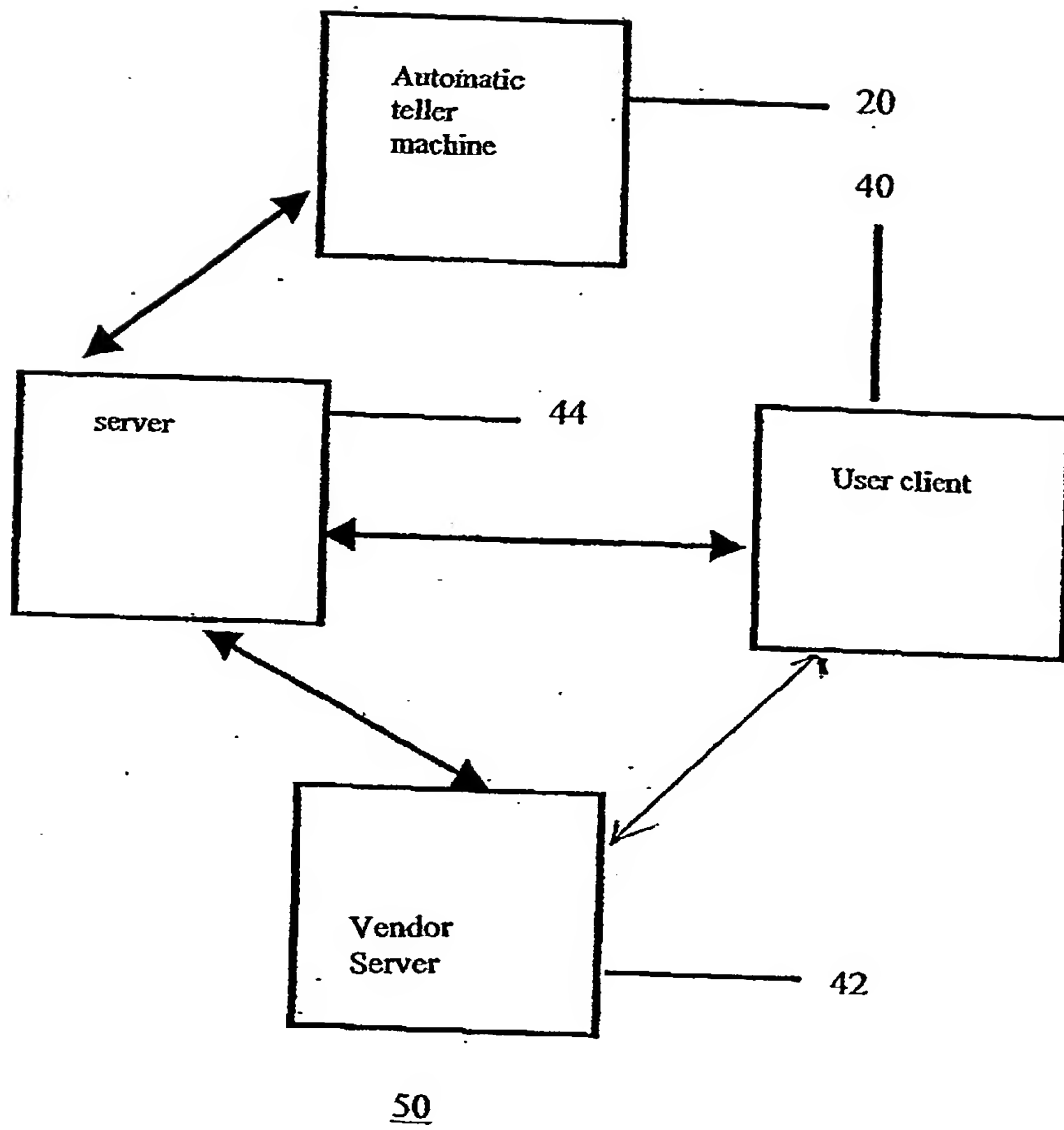 Automatic
teller
machine
20
40
server
44
User client
Vendor
Server
42
50